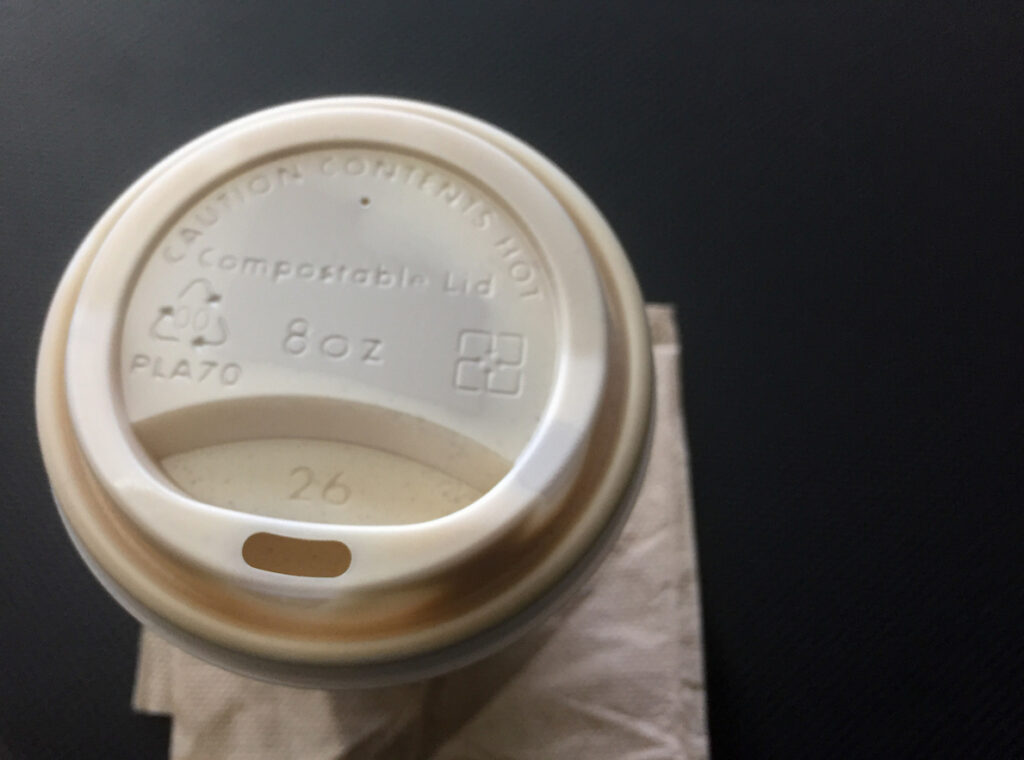 CAUTION CONTENTS HOT
Compostable Lid
8oz
PLA70
26